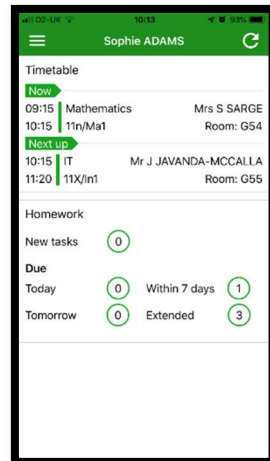 O2-UK 10:13 93%
Sophie ADAMS
Timetable
Now
09:15 Mathematics Mrs S SARGE
10:15 11n/Ma1 Room: G54
Next up
10:15 IT Mr J JAVANDA-MCCALLA
11:20 11X/In1 Room: G55
Homework
New tasks 0
Due
Today 0 Within 7 days 1
Tomorrow 0 Extended 3